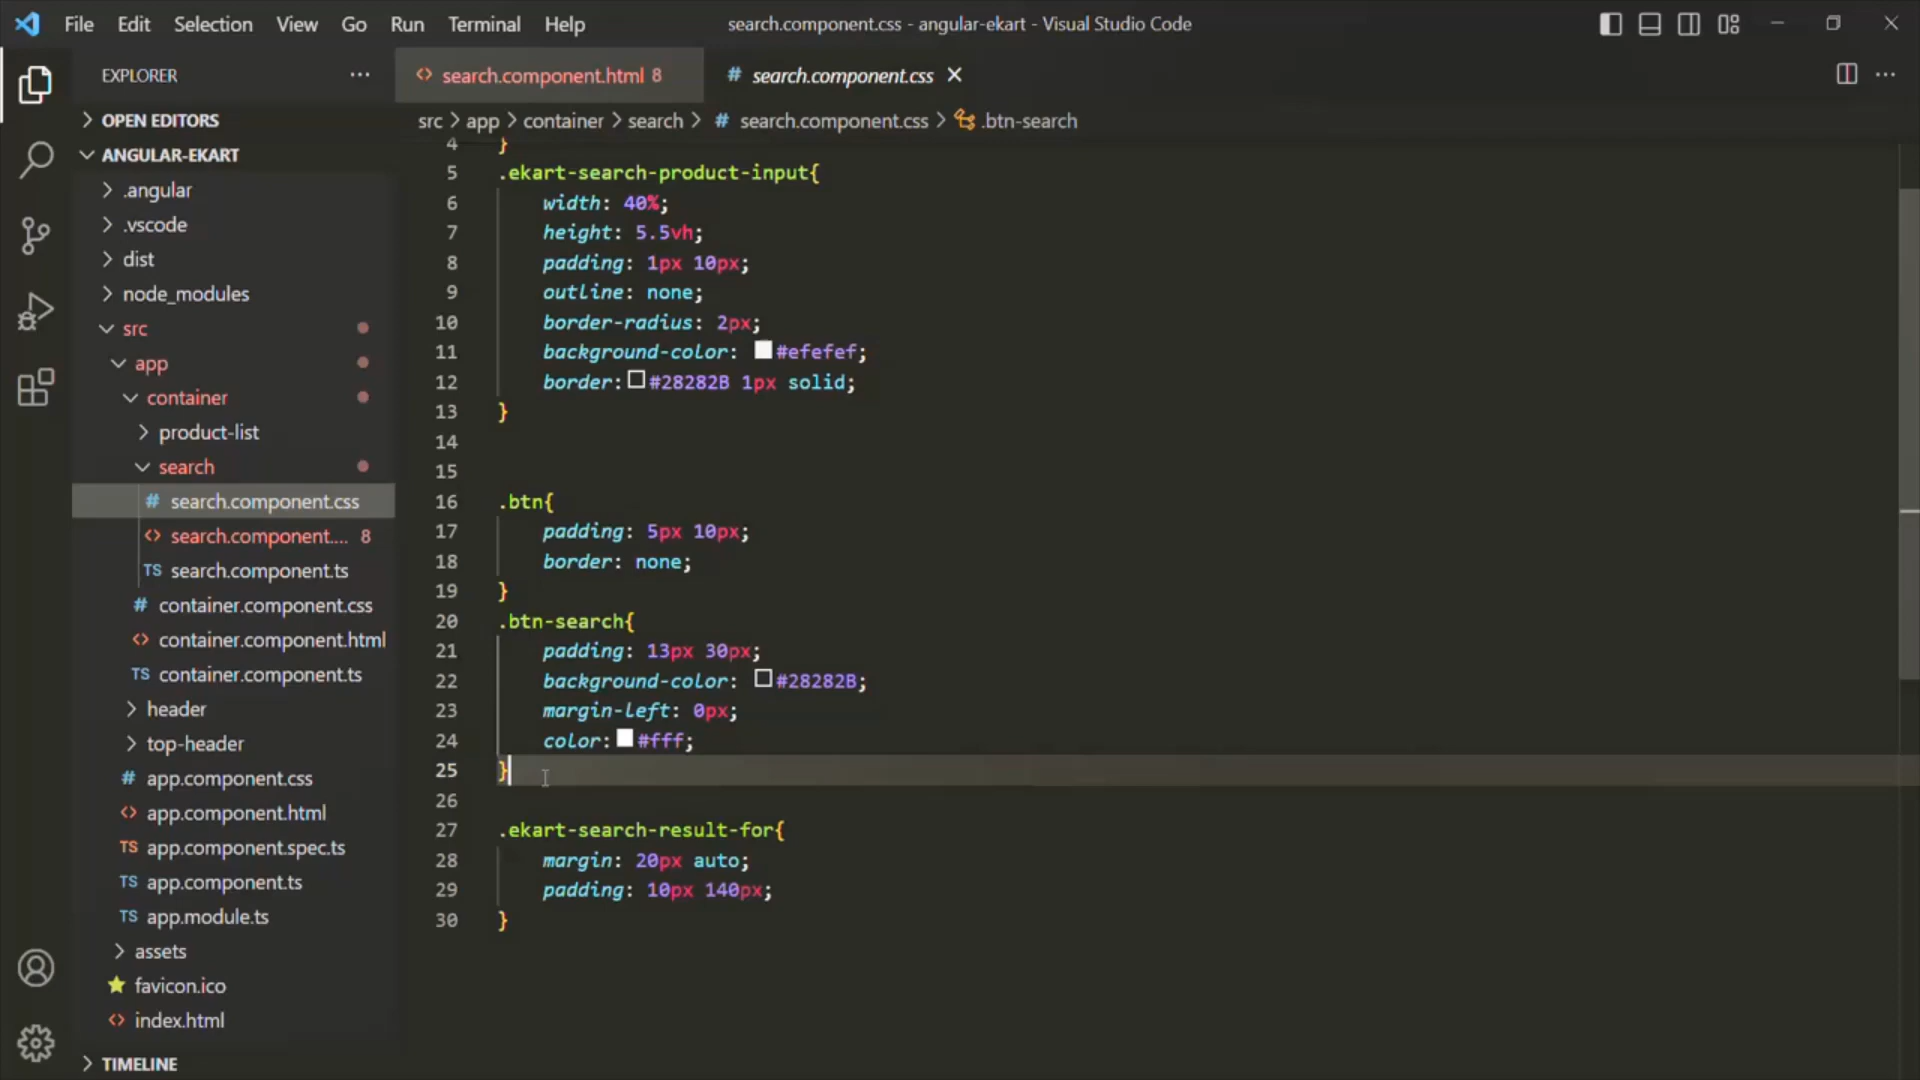 File Edit Selection View Go Run Terminal Help
search.component.css - angular-ekart - Visual Studio Code
EXPLORER
OPEN EDITORS
ANGULAR-EKART
.angular
.vscode
dist
node_modules
src
app
container
product-list
search
# search.component.css
<> search.component.... 8
TS search.component.ts
# container.component.css
<> container.component.html
TS container.component.ts
header
top-header
# app.component.css
<> app.component.html
TS app.component.spec.ts
TS app.component.ts
TS app.module.ts
assets
favicon.ico
<> index.html
TIMELINE
<> search.component.html 8
# search.component.css
src > app > container > search > # search.component.css > .btn-search
4 }
5 .ekart-search-product-input{
6 width: 40%;
7 height: 5.5vh;
8 padding: 1px 10px;
9 outline: none;
10 border-radius: 2px;
11 background-color: #efefef;
12 border: #28282B 1px solid;
13 }
14
15
16 .btn{
17 padding: 5px 10px;
18 border: none;
19 }
20 .btn-search{
21 padding: 13px 30px;
22 background-color: #28282B;
23 margin-left: 0px;
24 color: #fff;
25 }
26
27 .ekart-search-result-for{
28 margin: 20px auto;
29 padding: 10px 140px;
30 }